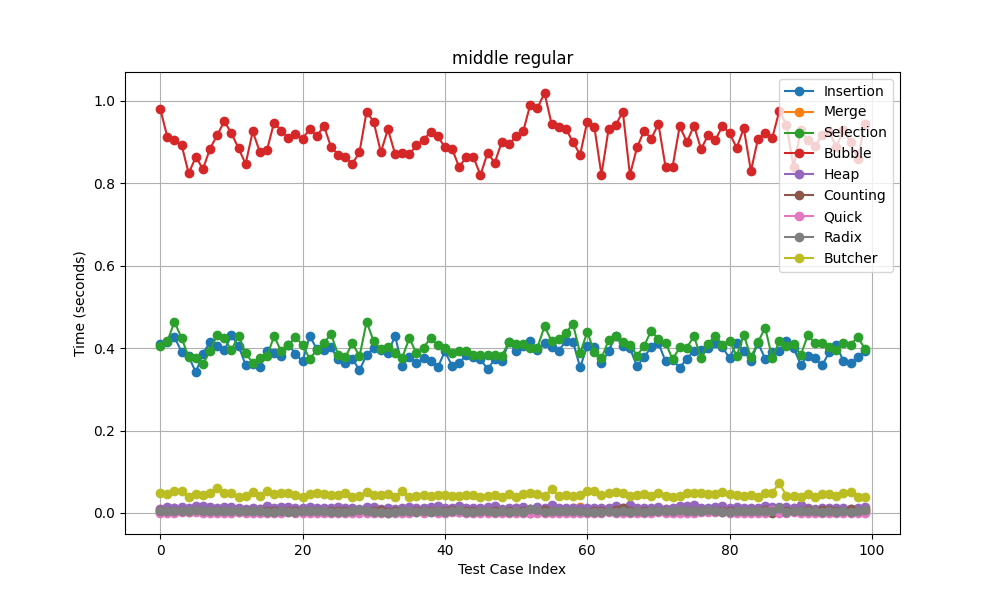 middle regular
1.0
0.8
0.6
0.4
0.2
0.0
Time (seconds)
Insertion
Merge
Selection
Bubble
Heap
Counting
Quick
Radix
Butcher
0 20 40 60 80 100
Test Case Index